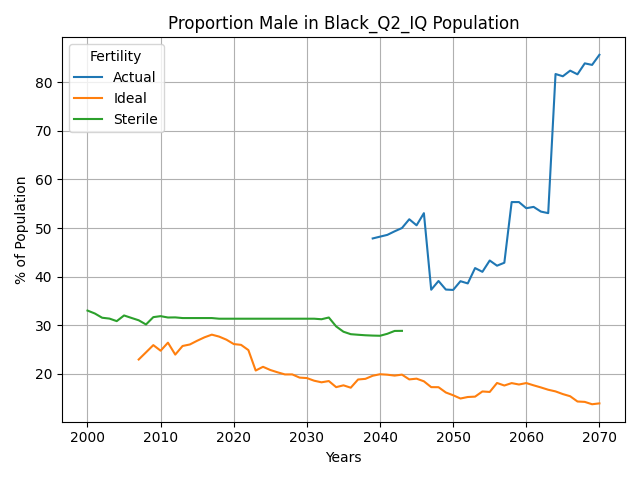 Proportion Male in Black_Q2_IQ Population
Fertility
Actual
Ideal
Sterile
% of Population
80
70
60
50
40
30
20
2000 2010 2020 2030 2040 2050 2060 2070
Years